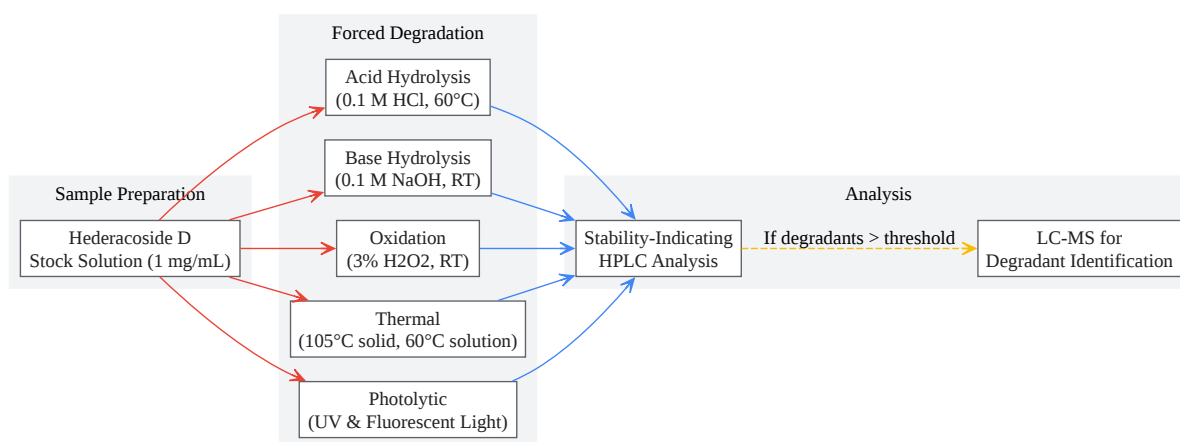 Forced Degradation
Acid Hydrolysis
(0.1 M HCl, 60°C)
Base Hydrolysis
(0.1 M NaOH, RT)
Sample Preparation
Analysis
Hederacoside D
Stock Solution (1 mg/mL)
Oxidation
(3% H2O2, RT)
Stability-Indicating
HPLC Analysis
If degradants > threshold
LC-MS for
Degradant Identification
Thermal
(105°C solid, 60°C solution)
Photolytic
(UV & Fluorescent Light)